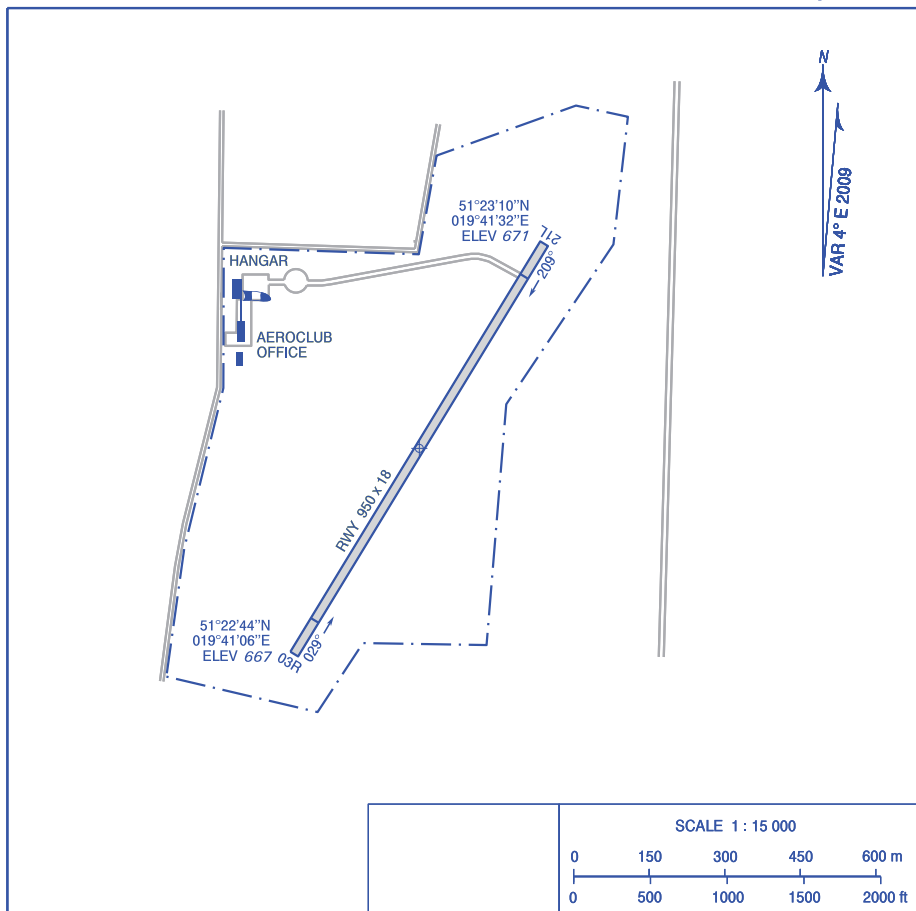 N
VAR 4° E 2009
51°23'10"N
019°41'32"E
ELEV 671
21L
209°
HANGAR
AEROCLUB
OFFICE
RWY 950 x 18
51°22'44"N
019°41'06"E
ELEV 667
03R
029°
SCALE 1 : 15 000
0 150 300 450 600 m
0 500 1000 1500 2000 ft